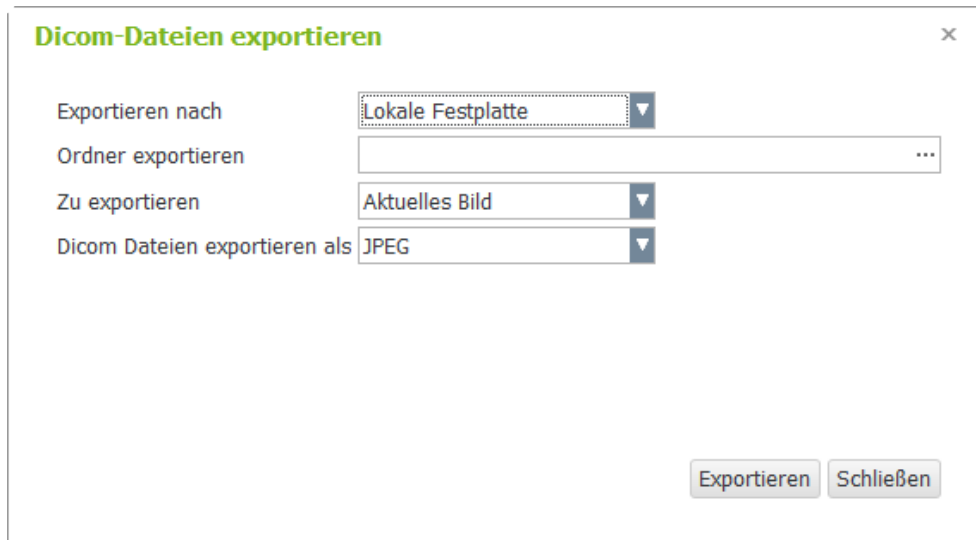 Dicom-Dateien exportieren
Exportieren nach Lokale Festplatte
Ordner exportieren ...
Zu exportieren Aktuelles Bild
Dicom Dateien exportieren als JPEG
Exportieren Schließen